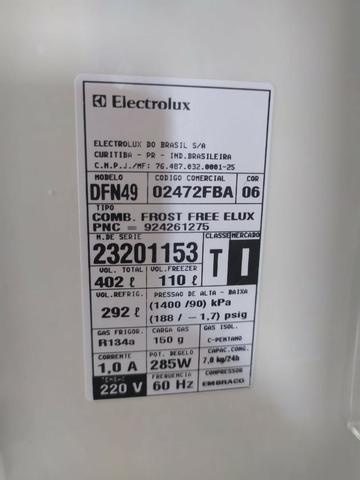 Electrolux
ELECTROLUX DO BRASIL S/A
CURITIBA - PR - IND.BRASILEIRA
C.N.P.J./MF: 76.487.032.0001-25
MODELO CODIGO COMERCIAL COR
DFN49 02472FBA 06
TIPO
COMB. FROST FREE ELUX
PNC = 924261275
N.DE SERIE CLASSE MERCADO
23201153 T I
VOL. TOTAL VOL.FREEZER
402 l 110 l
VOL.REFRIG. PRESSAO DE ALTA - BAIXA
292 l (1400 /90) kPa
(188 / - 1,7) psig
GAS FRIGOR. CARGA GAS GAS ISOL.
R134a 150 g C-PENTANO
CORRENTE POT. DEGELO CAPAC.CONG.
1,0 A 285W 7,0 kg/24h
FREQUENCIA COMPRESSOR
220 V 60 Hz EMBRACO